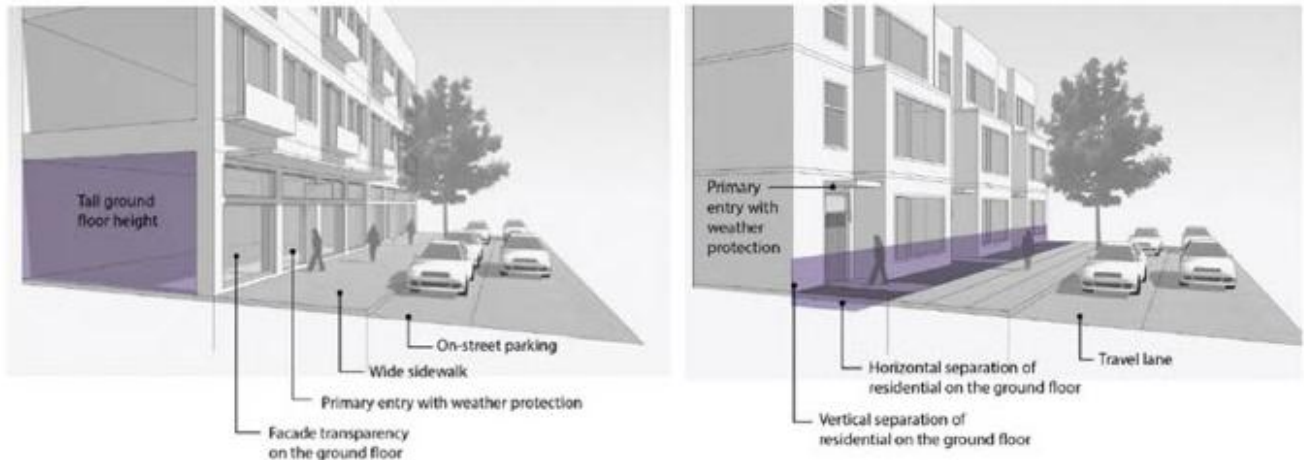 Tall ground
floor height
On-street parking
Wide sidewalk
Primary entry with weather protection
Facade transparency
on the ground floor
Primary
entry with
weather
protection
Travel lane
Horizontal separation of
residential on the ground floor
Vertical separation of
residential on the ground floor